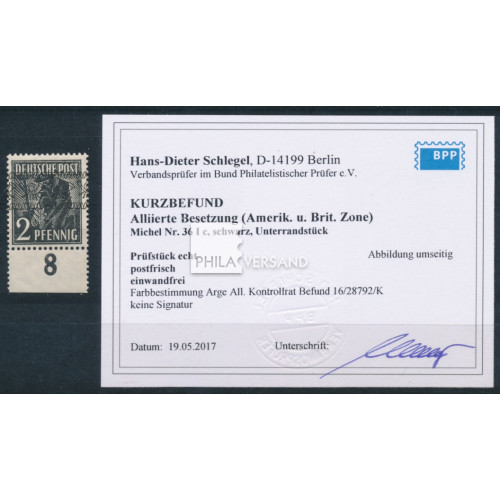 DEUTSCHE POST
2 PFENNIG
8
BPP
Hans-Dieter Schlegel, D-14199 Berlin
Verbandsprüfer im Bund Philatelistischer Prüfer e.V.
KURZBEFUND
Alliierte Besetzung (Amerik. u. Brit. Zone)
Michel Nr. 36 I c, schwarz, Unterrandstück
Prüfstück echt
Abbildung umseitig
postfrisch
einwandfrei
PHILA VERSAND
Farbbestimmung Arge All. Kontrollrat Befund 16/28792/K
keine Signatur
Datum: 19.05.2017
Unterschrift: